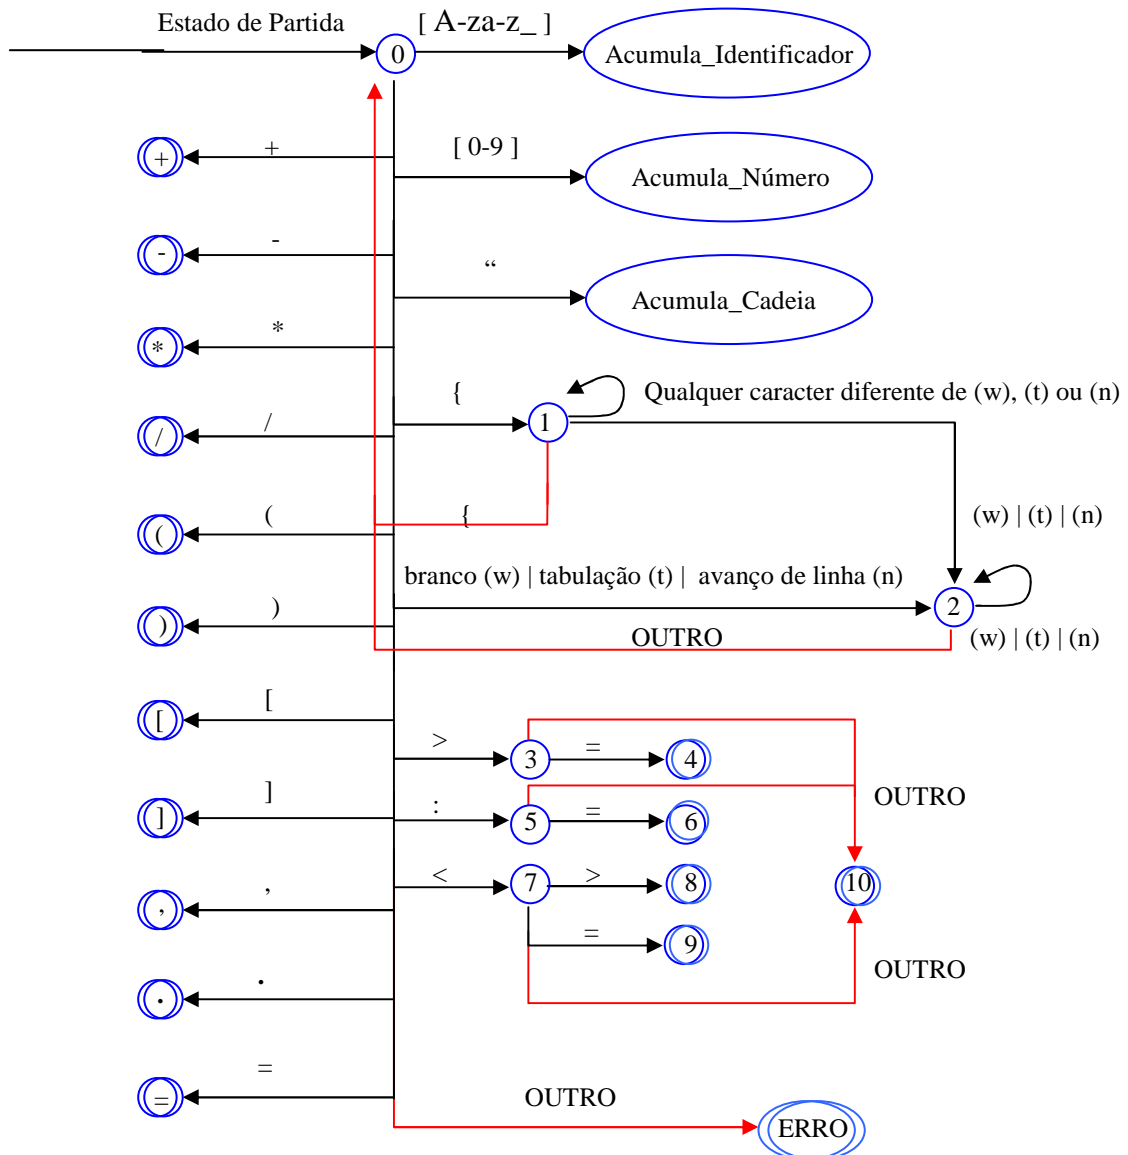 Estado de Partida
[ A-za-z_ ]
0
Acumula_Identificador
+
+
[ 0-9 ]
Acumula_Número
-
-
“
Acumula_Cadeia
*
*
{
Qualquer caracter diferente de (w), (t) ou (n)
1
/
/
(
(
{
(w) | (t) | (n)
branco (w) | tabulação (t) | avanço de linha (n)
2
)
)
OUTRO
(w) | (t) | (n)
[
[
>
3
=
4
]
]
:
5
=
6
OUTRO
<
7
>
8
10
,
,
=
9
OUTRO
.
.
=
=
OUTRO
ERRO